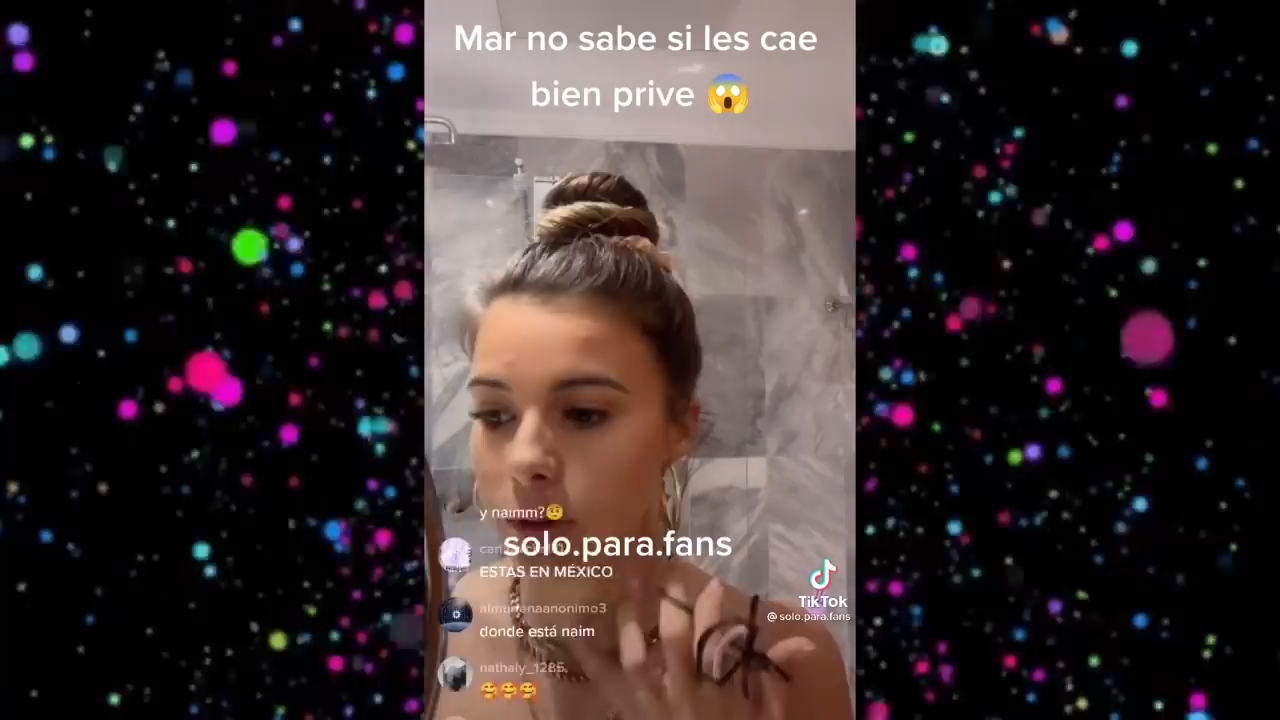 Mar no sabe si les cae
bien prive 😱
y naimm?🤨
solo.para.fans
ESTAS EN MÉXICO
almudenaanonimo3
donde está naim
nathaly_1285,
🥰🥰🥰
TikTok
@solo.para.fans